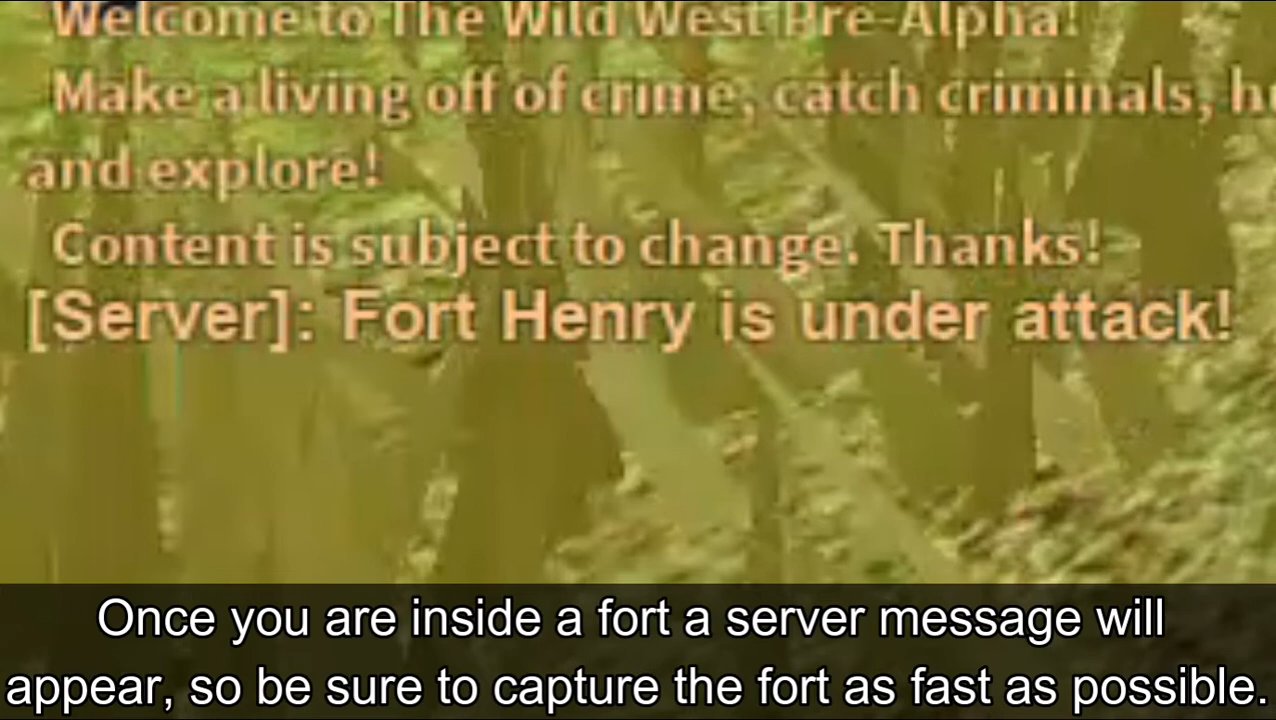 Welcome to The Wild West Pre-Alpha!
Make a living off of crime, catch criminals,
and explore!
Content is subject to change. Thanks!
[Server]: Fort Henry is under attack!
Once you are inside a fort a server message will
appear, so be sure to capture the fort as fast as possible.